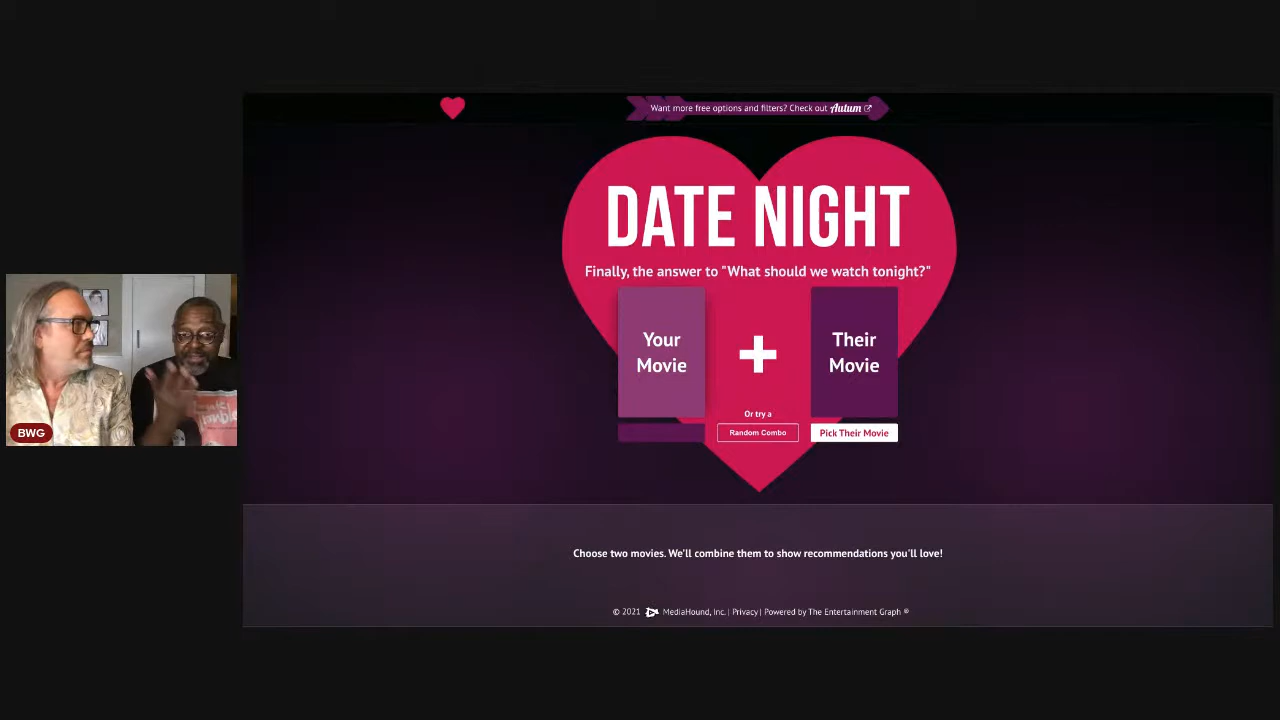 Want more free options and filters? Check out Autum
DATE NIGHT
Finally, the answer to "What should we watch tonight?"
Your
Movie
Their
Movie
Or try a
Random Combo
Pick Their Movie
BWG
Choose two movies. We'll combine them to show recommendations you'll love!
© 2021 MediaHound, Inc. | Privacy | Powered by The Entertainment Graph ®